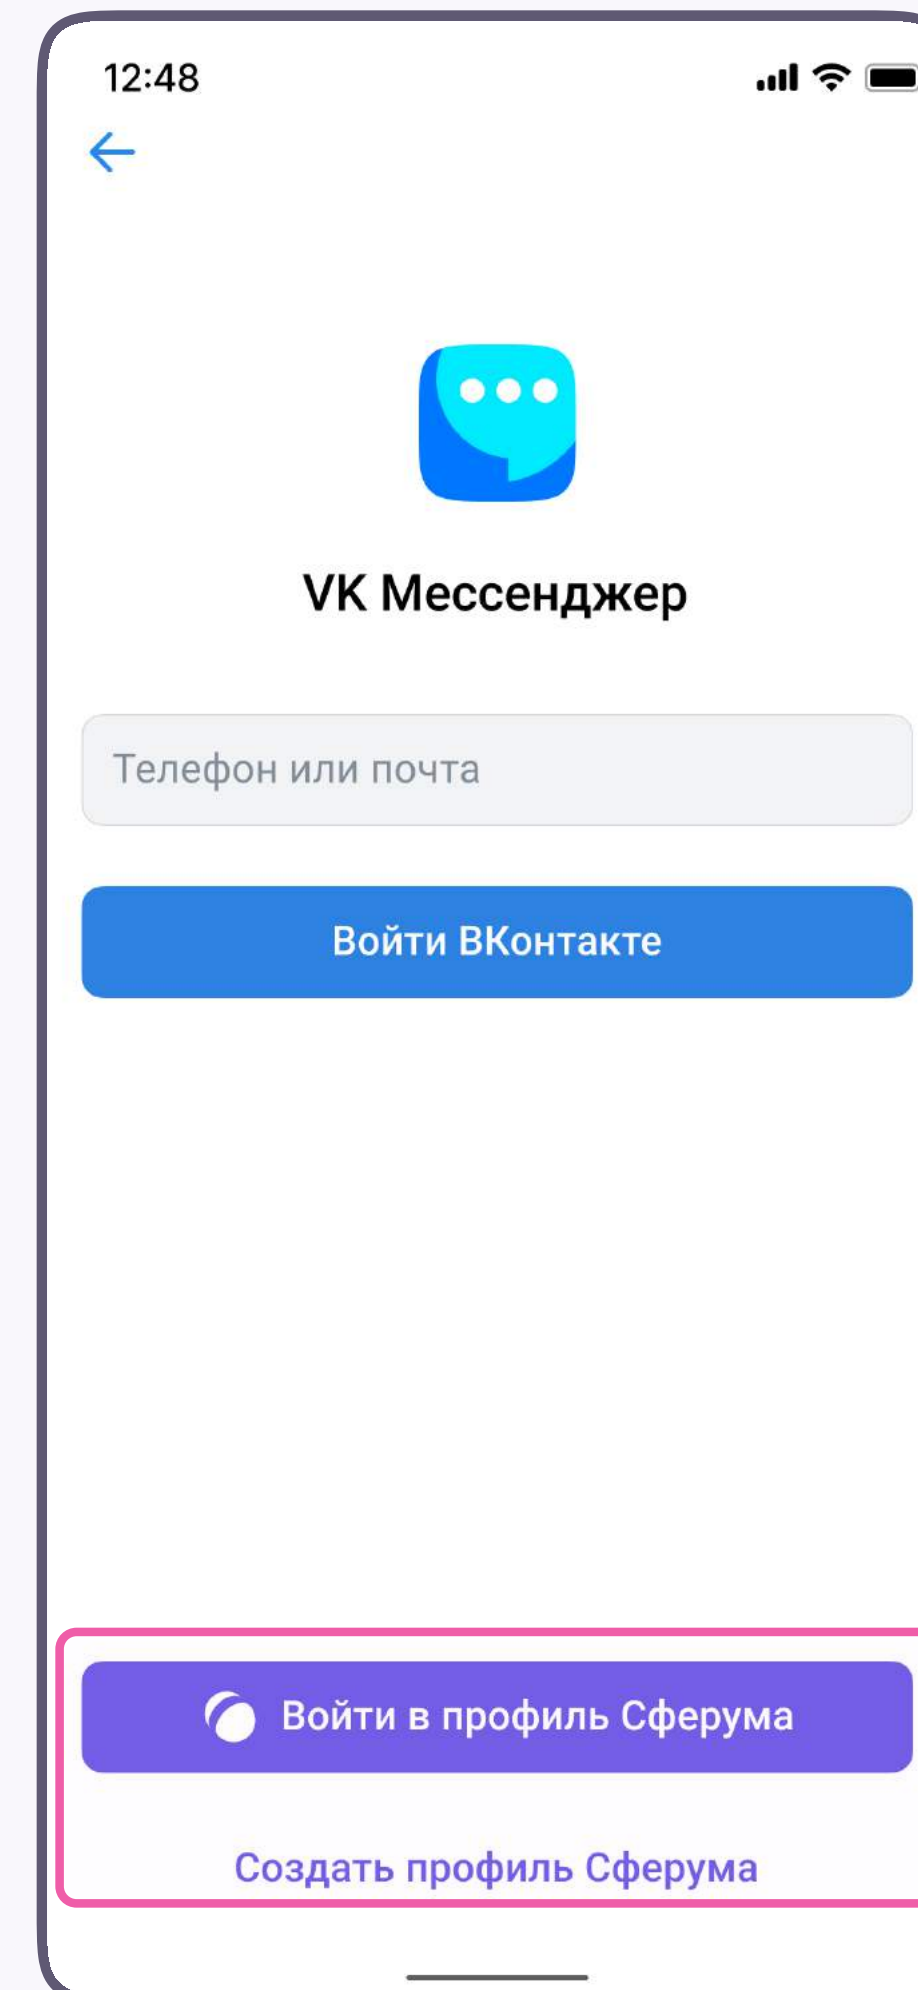 12:48
VK Мессенджер
Телефон или почта
Войти ВКонтакте
Войти в профиль Сферума
Создать профиль Сферума